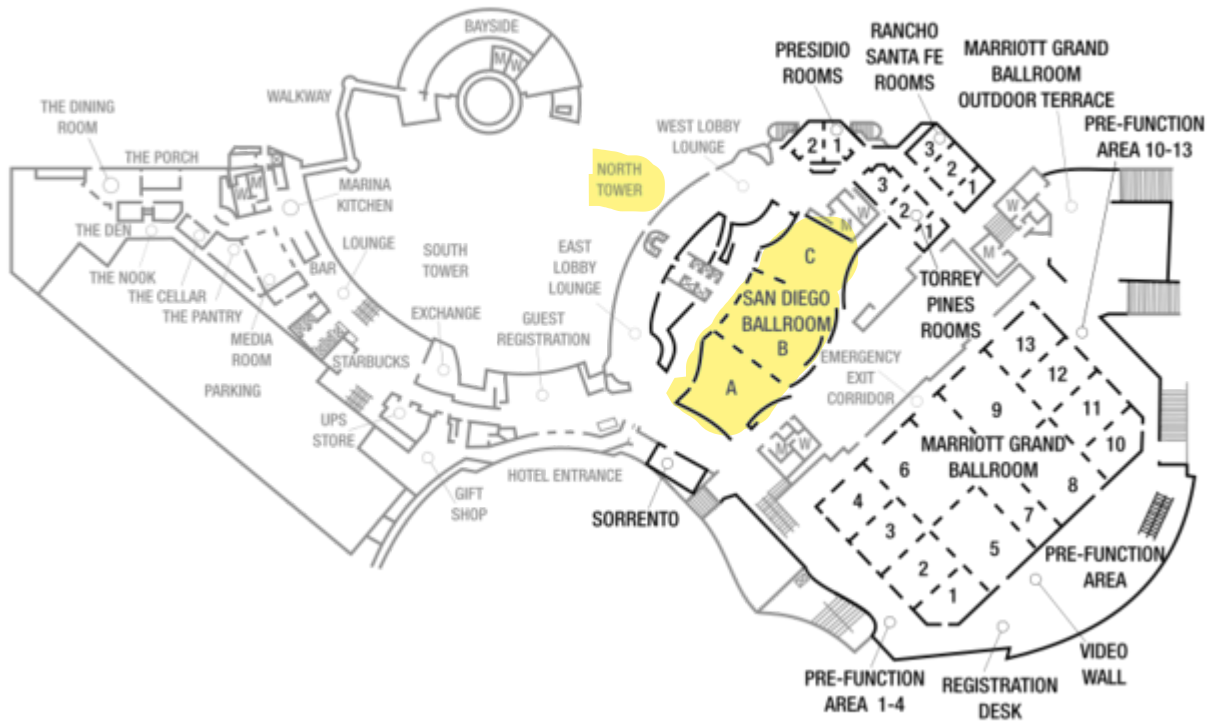 BAYSIDE
M
W
WALKWAY
THE DINING
ROOM
THE PORCH
W
M
MARINA
KITCHEN
THE DEN
THE NOOK
THE CELLAR
THE PANTRY
BAR
LOUNGE
MEDIA
ROOM
STARBUCKS
PARKING
UPS
STORE
GIFT
SHOP
SOUTH
TOWER
EXCHANGE
GUEST
REGISTRATION
HOTEL ENTRANCE
EAST
LOBBY
LOUNGE
WEST LOBBY
LOUNGE
NORTH
TOWER
PRESIDIO
ROOMS
2
1
RANCHO
SANTA FE
ROOMS
3
2
1
MARRIOTT GRAND
BALLROOM
OUTDOOR TERRACE
PRE-FUNCTION
AREA 10-13
3
2
1
TORREY
PINES
ROOMS
M
W
W
M
C
SAN DIEGO
BALLROOM
B
A
EMERGENCY
EXIT
CORRIDOR
M
W
SORRENTO
13
12
11
10
9
MARRIOTT GRAND
BALLROOM
8
7
6
5
4
3
2
1
PRE-FUNCTION
AREA
VIDEO
WALL
REGISTRATION
DESK
PRE-FUNCTION
AREA 1-4